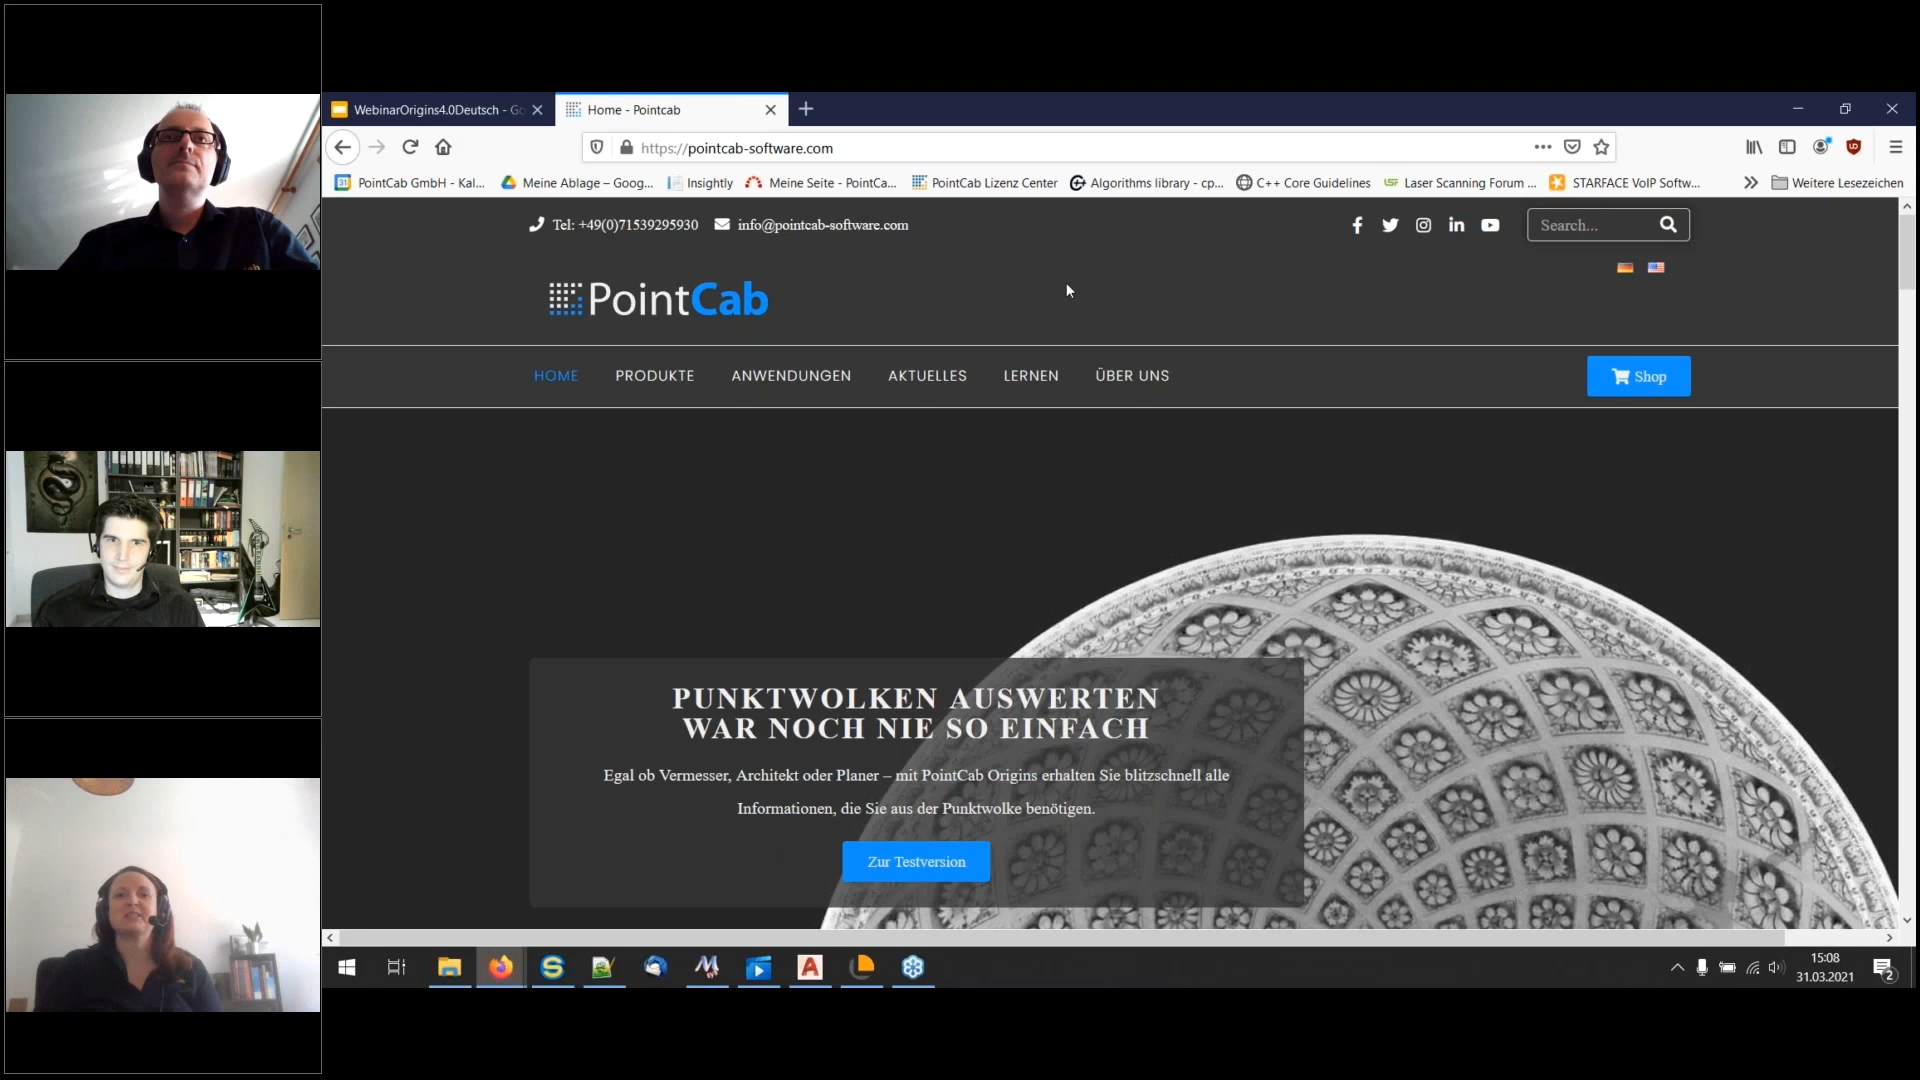 WebinarOrigins4.0Deutsch - Go
Home - Pointcab
https://pointcab-software.com
PointCab GmbH - Kal...
Meine Ablage – Goog...
Insightly
Meine Seite - PointCa...
PointCab Lizenz Center
Algorithms library - cp...
C++ Core Guidelines
Laser Scanning Forum ...
STARFACE VoIP Softw...
Weitere Lesezeichen
Tel: +49(0)71539295930
info@pointcab-software.com
Search...
PointCab
HOME
PRODUKTE
ANWENDUNGEN
AKTUELLES
LERNEN
ÜBER UNS
Shop
PUNKTWOLKEN AUSWERTEN
WAR NOCH NIE SO EINFACH
Egal ob Vermesser, Architekt oder Planer – mit PointCab Origins erhalten Sie blitzschnell alle
Informationen, die Sie aus der Punktwolke benötigen.
Zur Testversion
15:08
31.03.2021
2